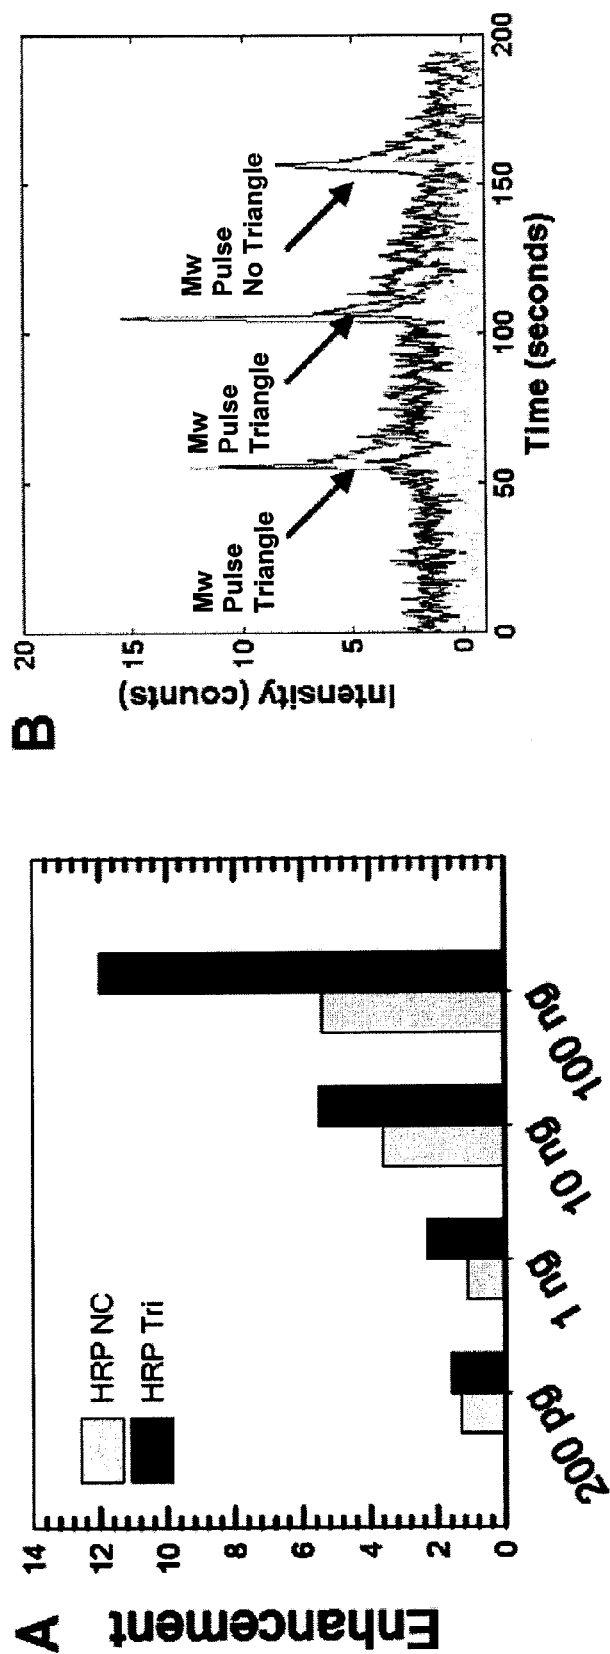 A
Enhancement
14
12
10
8
6
4
2
0
HRP NC
HRP Tri
200 pg
1 ng
10 ng
100 ng
B
Intensity (counts)
20
15
10
5
0
Mw
Pulse
Triangle
Mw
Pulse
Triangle
Mw
Pulse
No Triangle
0
50
100
150
200
Time (seconds)